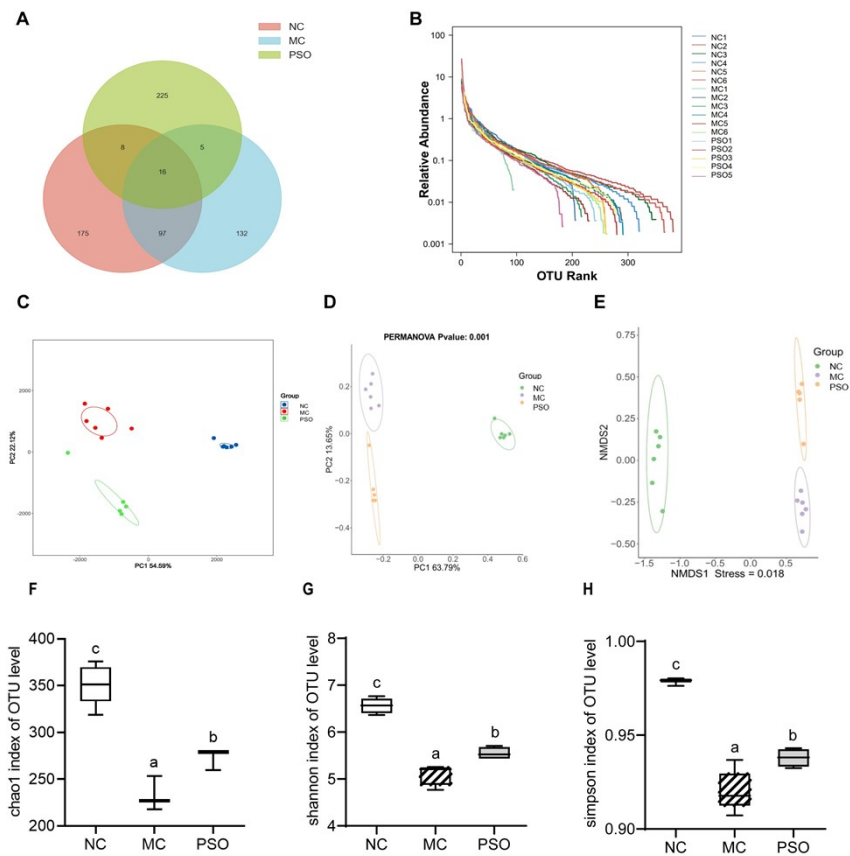 A
NC
MC
PSO
225
8
5
16
175
97
132
B
Relative Abundance
100
10
1
0.1
0.01
0.001
0
100
200
300
OTU Rank
NC1
NC2
NC3
NC4
NC5
NC6
MC1
MC2
MC3
MC4
MC5
MC6
PSO1
PSO2
PSO3
PSO4
PSO5
C
PC2 22.12%
2000
0
-2000
-2000
0
2000
PC1 54.59%
Group
NC
MC
PSO
D
PERMANOVA Pvalue: 0.001
PC2 13.65%
0.2
0.0
−0.2
−0.4
−0.2
0.0
0.2
0.4
0.6
PC1 63.79%
NC
MC
PSO
E
NMDS2
0.75
0.50
0.25
0.00
−0.25
−0.50
−1.5
−1.0
−0.5
0.0
0.5
NMDS1 Stress = 0.018
Group
NC
MC
PSO
F
chao1 index of OTU level
400
350
300
250
200
c
a
b
NC MC PSO
G
shannon index of OTU level
8
7
6
5
4
c
a
b
NC MC PSO
H
simpson index of OTU level
1.00
0.95
0.90
c
a
b
NC MC PSO